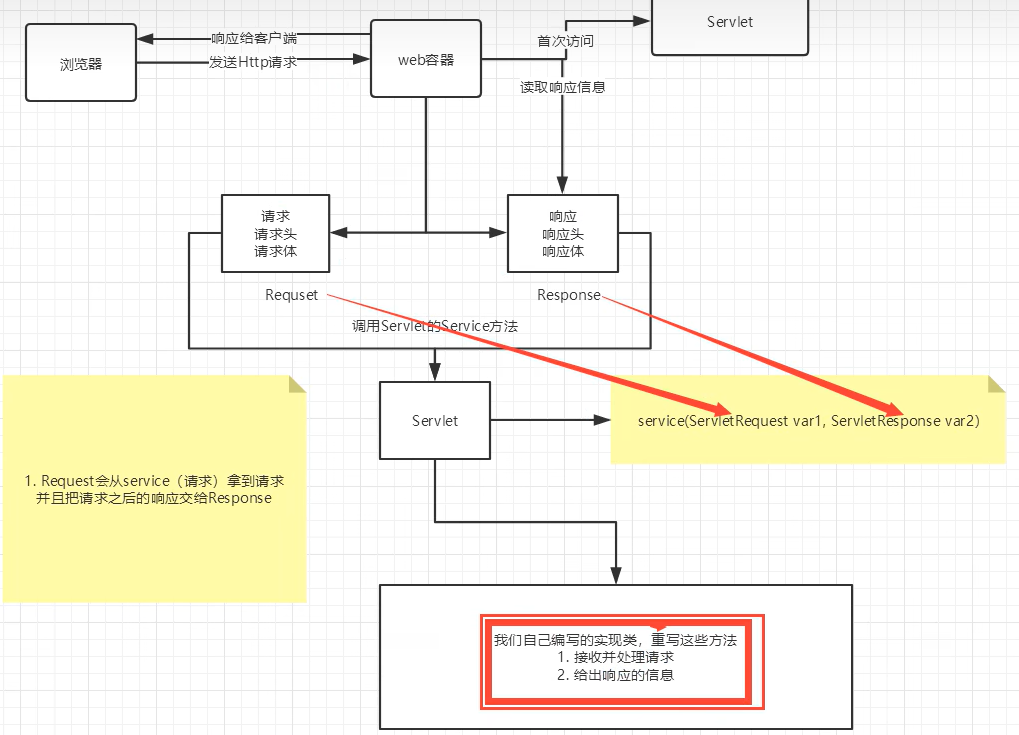 Servlet
响应给客户端
首次访问
浏览器
发送Http请求
web容器
读取响应信息
请求
请求头
请求体
响应
响应头
响应体
Requset
Response
调用Servlet的Service方法
Servlet
service(ServletRequest var1, ServletResponse var2)
1. Request会从service（请求）拿到请求
并且把请求之后的响应交给Response
我们自己编写的实现类，重写这些方法
1. 接收并处理请求
2. 给出响应的信息